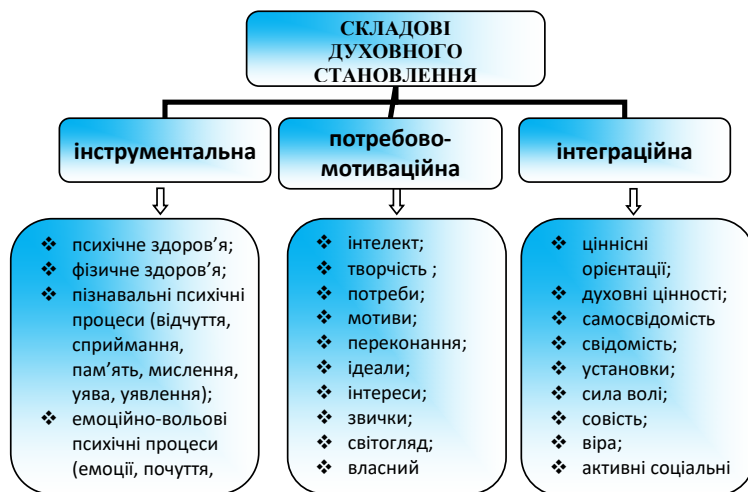 СКЛАДОВІ
ДУХОВНОГО
СТАНОВЛЕННЯ
інструментальна
потребово-
мотиваційна
інтеграційна
❖ психічне здоров’я;
❖ фізичне здоров’я;
❖ пізнавальні психічні
процеси (відчуття,
сприймання,
пам’ять, мислення,
уява, уявлення);
❖ емоційно-вольові
психічні процеси
(емоції, почуття,
❖ інтелект;
❖ творчість ;
❖ потреби;
❖ мотиви;
❖ переконання;
❖ ідеали;
❖ інтереси;
❖ звички;
❖ світогляд;
❖ власний
❖ ціннісні
орієнтації;
❖ духовні цінності;
❖ самосвідомість
❖ свідомість;
❖ установки;
❖ сила волі;
❖ совість;
❖ віра;
❖ активні соціальні